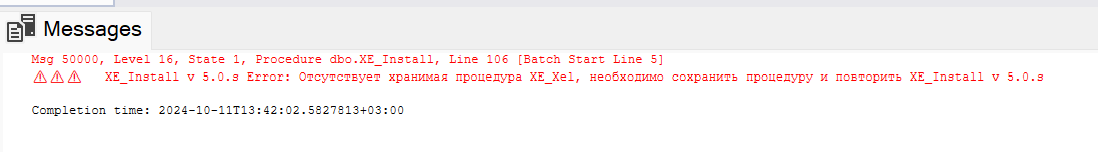 Messages
Msg 50000, Level 16, State 1, Procedure dbo.XE_Install, Line 106 [Batch Start Line 5]
⚠⚠⚠ XE_Install v 5.0.s Error: Отсутствует хранимая процедура XE_Xel, необходимо сохранить процедуру и повторить XE_Install v 5.0.s
Completion time: 2024-10-11T13:42:02.5827813+03:00